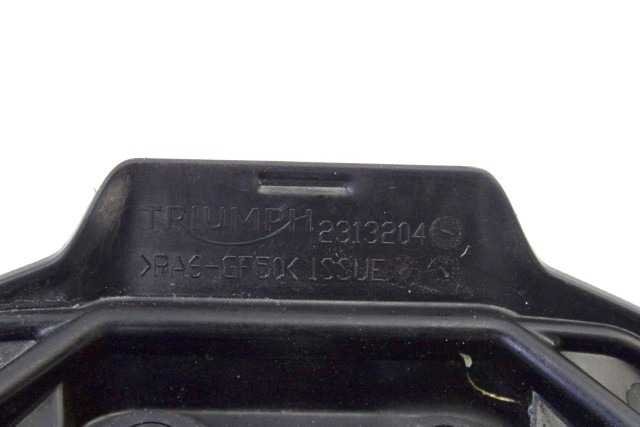 TRIUMPH 2313204
>PA6-GF50< ISSUE